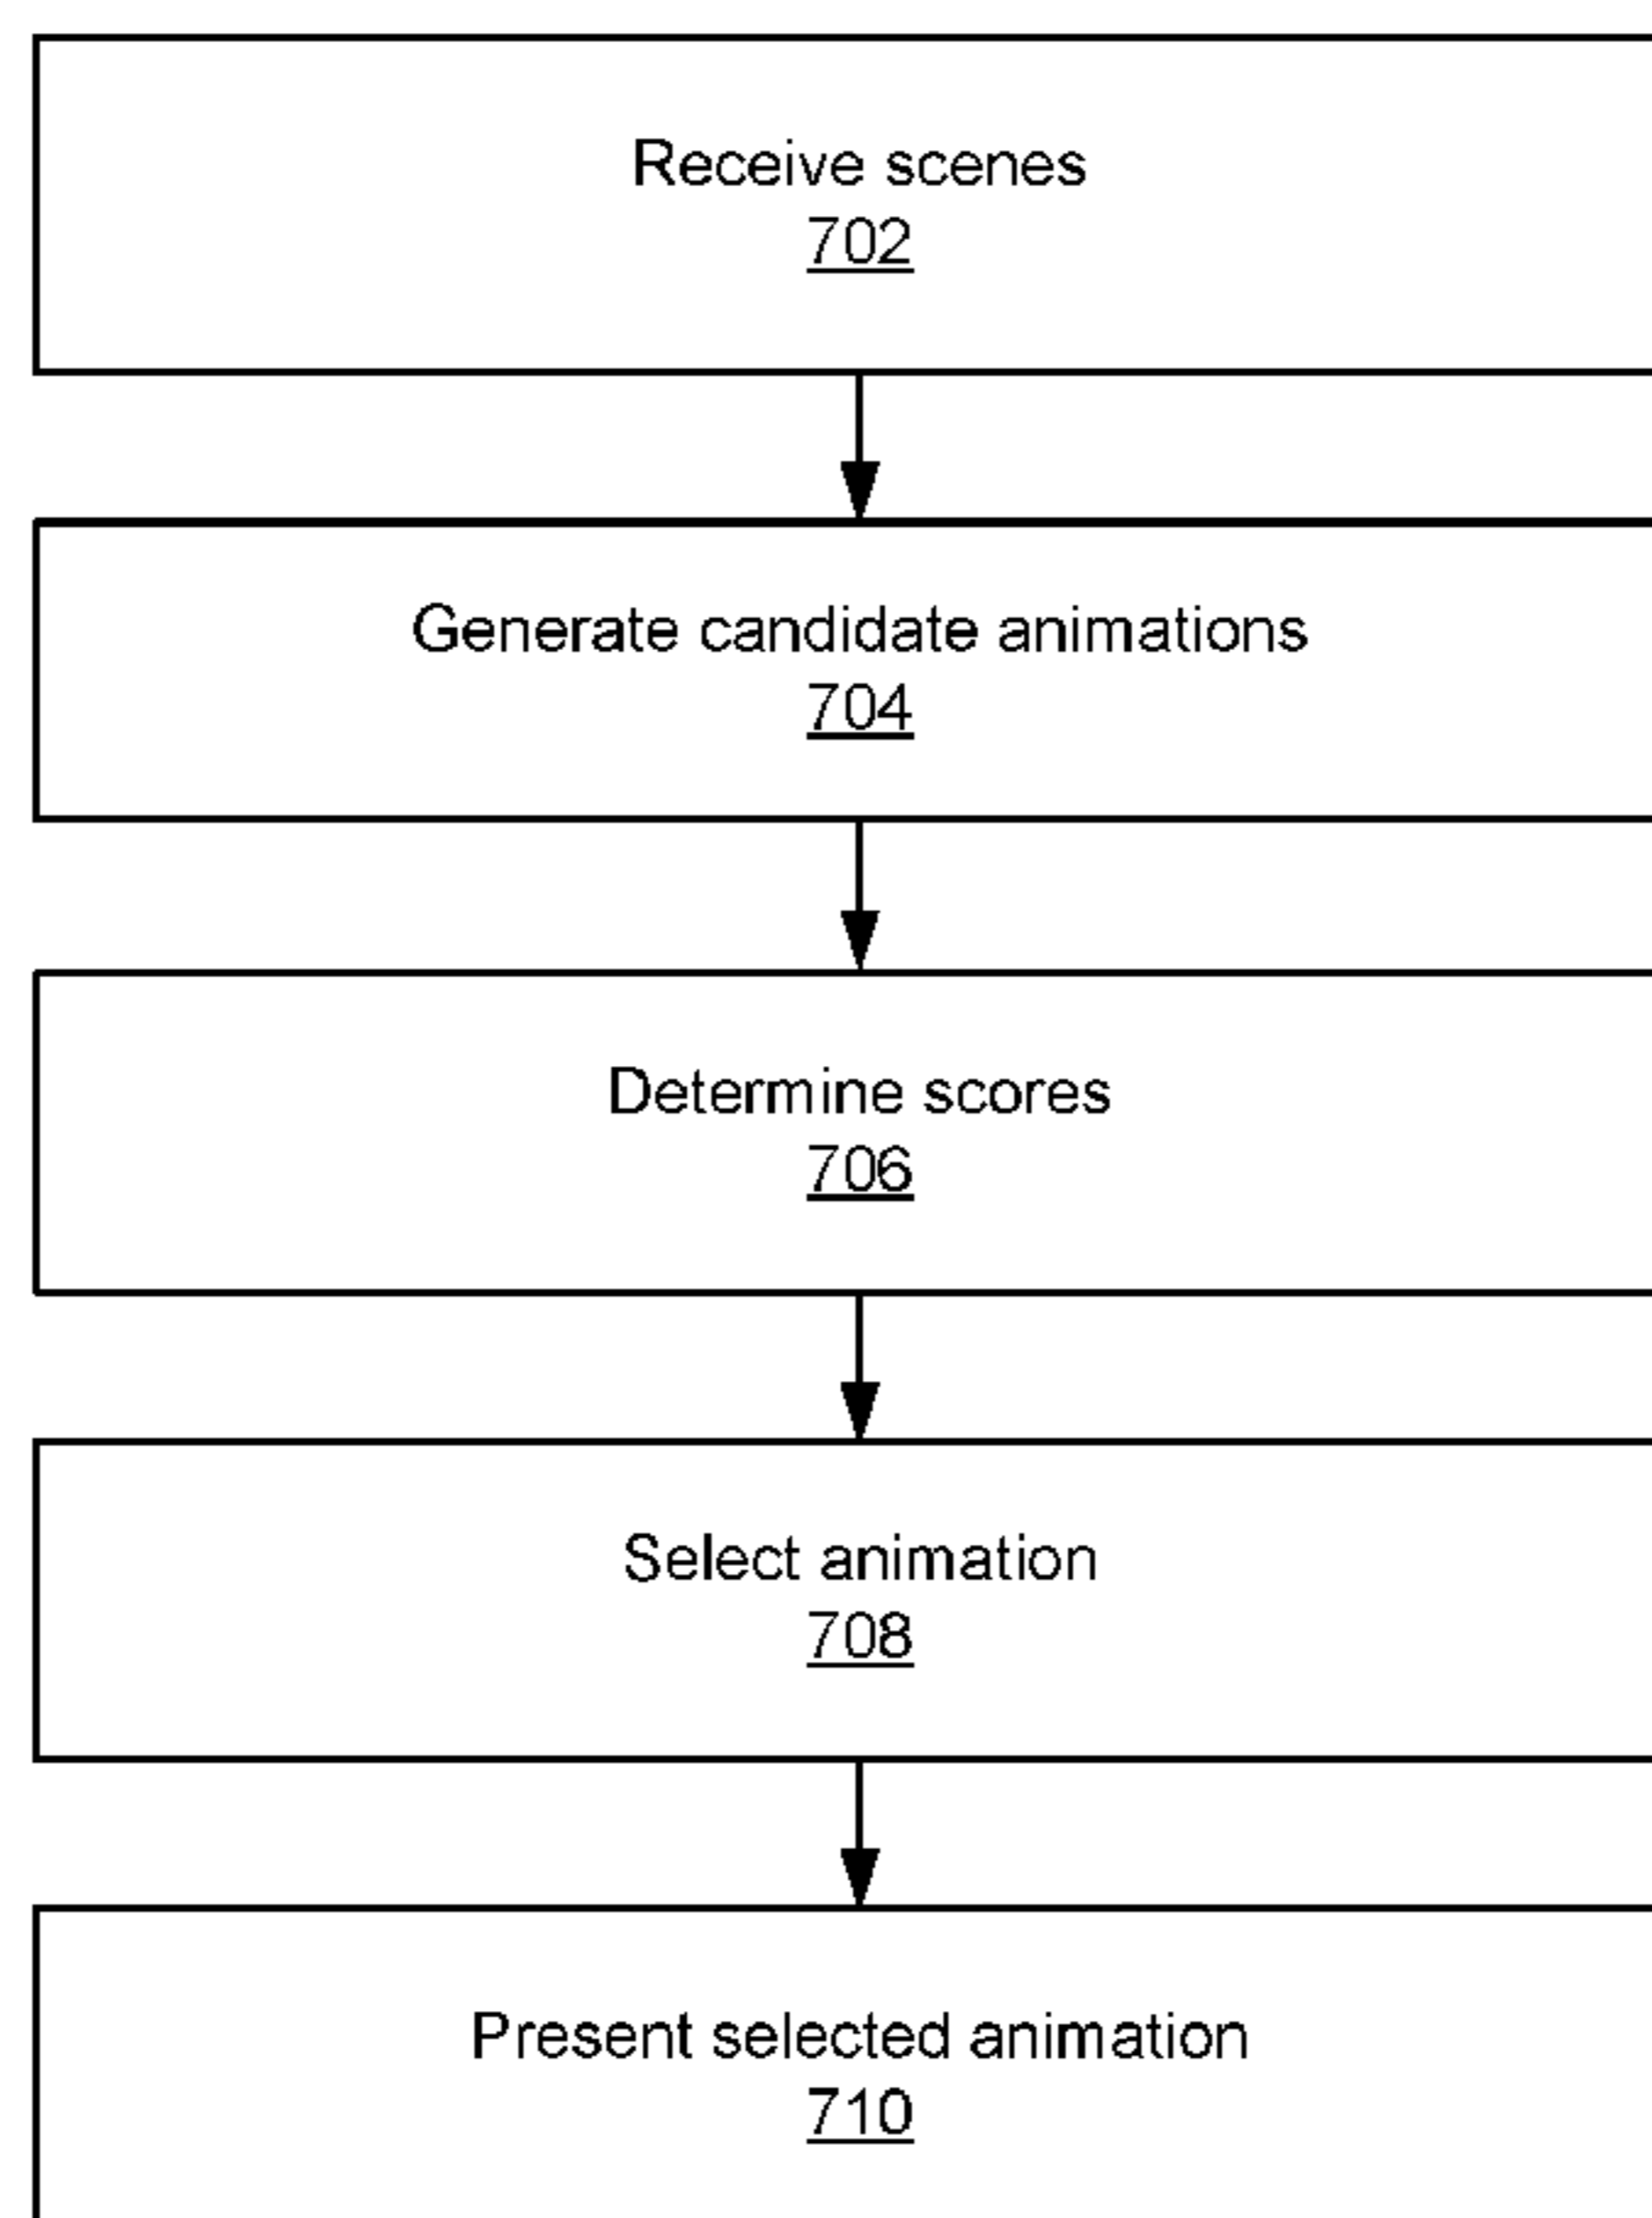 Receive scenes
702
Generate candidate animations
704
Determine scores
706
Select animation
708
Present selected animation
710